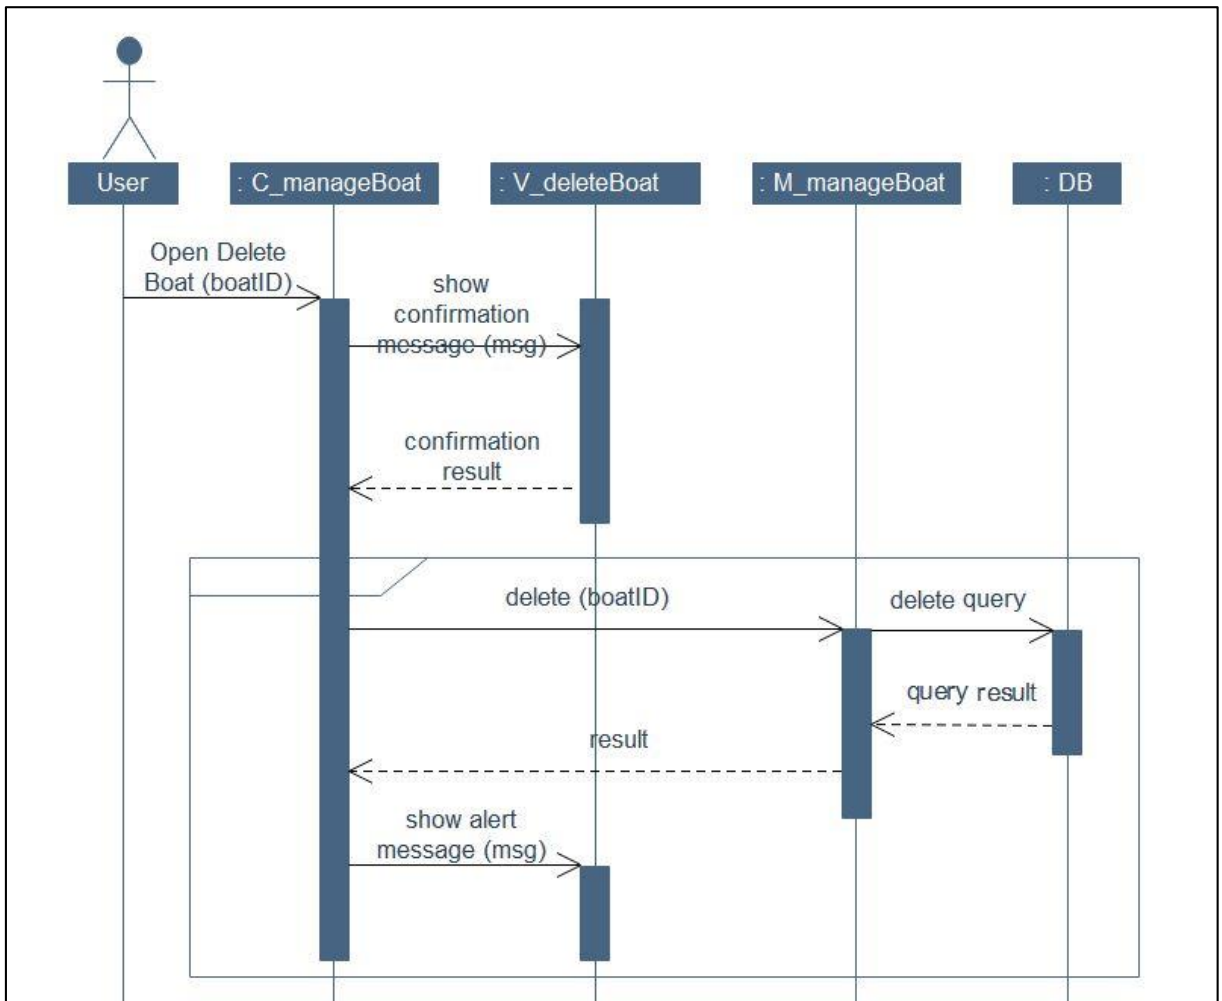 User
: C_manageBoat
: V_deleteBoat
: M_manageBoat
: DB
Open Delete
Boat (boatID)
show
confirmation
message (msg)
confirmation
result
delete (boatID)
delete query
query result
result
show alert
message (msg)